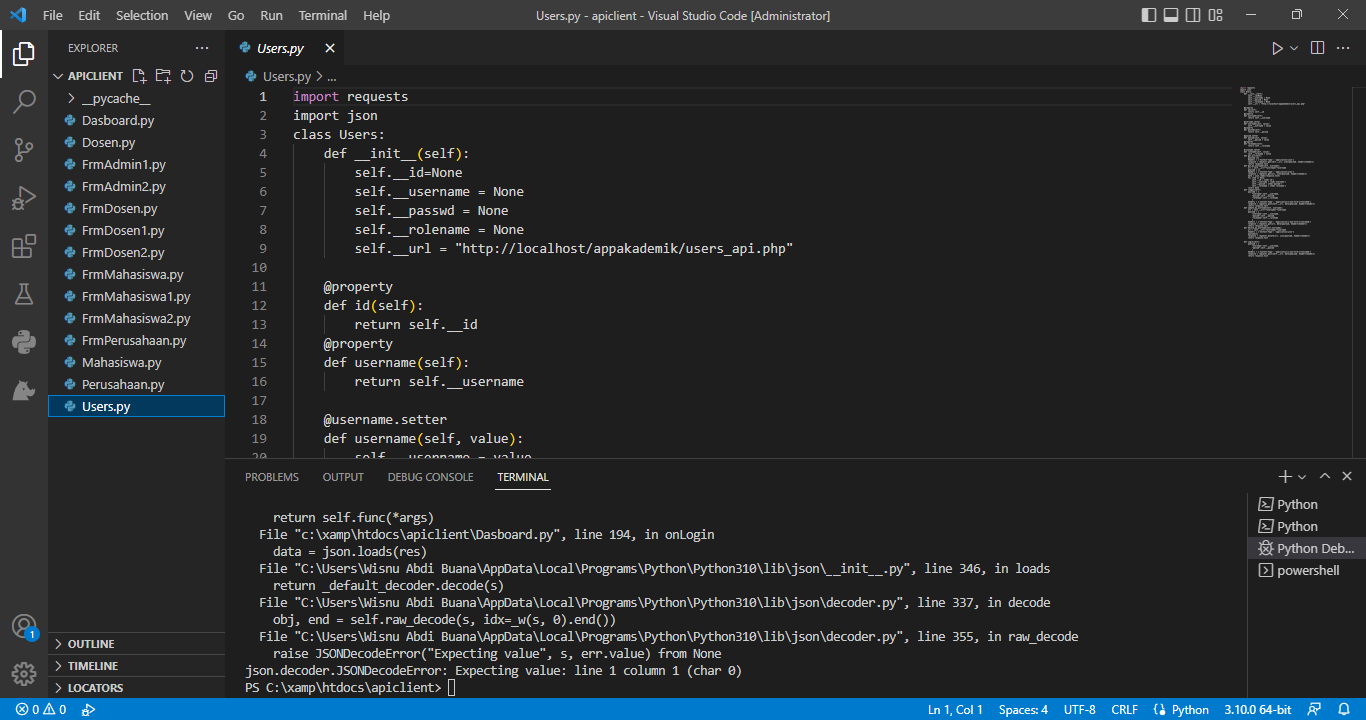 File Edit Selection View Go Run Terminal Help
Users.py - apiclient - Visual Studio Code [Administrator]
EXPLORER
APICLIENT
__pycache__
Dasboard.py
Dosen.py
FrmAdmin1.py
FrmAdmin2.py
FrmDosen.py
FrmDosen1.py
FrmDosen2.py
FrmMahasiswa.py
FrmMahasiswa1.py
FrmMahasiswa2.py
FrmPerusahaan.py
Mahasiswa.py
Perusahaan.py
Users.py
OUTLINE
TIMELINE
LOCATORS
1
Users.py
Users.py > ...
1 import requests
2 import json
3 class Users:
4     def __init__(self):
5         self.__id=None
6         self.__username = None
7         self.__passwd = None
8         self.__rolename = None
9         self.__url = "http://localhost/appakademik/users_api.php"
10
11     @property
12     def id(self):
13         return self.__id
14     @property
15     def username(self):
16         return self.__username
17
18     @username.setter
19     def username(self, value):
20         self.__username = value
PROBLEMS OUTPUT DEBUG CONSOLE TERMINAL
    return self.func(*args)
  File "c:\xamp\htdocs\apiclient\Dasboard.py", line 194, in onLogin
    data = json.loads(res)
  File "C:\Users\Wisnu Abdi Buana\AppData\Local\Programs\Python\Python310\lib\json\__init__.py", line 346, in loads
    return _default_decoder.decode(s)
  File "C:\Users\Wisnu Abdi Buana\AppData\Local\Programs\Python\Python310\lib\json\decoder.py", line 337, in decode
    obj, end = self.raw_decode(s, idx=_w(s, 0).end())
  File "C:\Users\Wisnu Abdi Buana\AppData\Local\Programs\Python\Python310\lib\json\decoder.py", line 355, in raw_decode
    raise JSONDecodeError("Expecting value", s, err.value) from None
json.decoder.JSONDecodeError: Expecting value: line 1 column 1 (char 0)
PS C:\xamp\htdocs\apiclient>
Python
Python
Python Deb...
powershell
0 0
Ln 1, Col 1 Spaces: 4 UTF-8 CRLF Python 3.10.0 64-bit